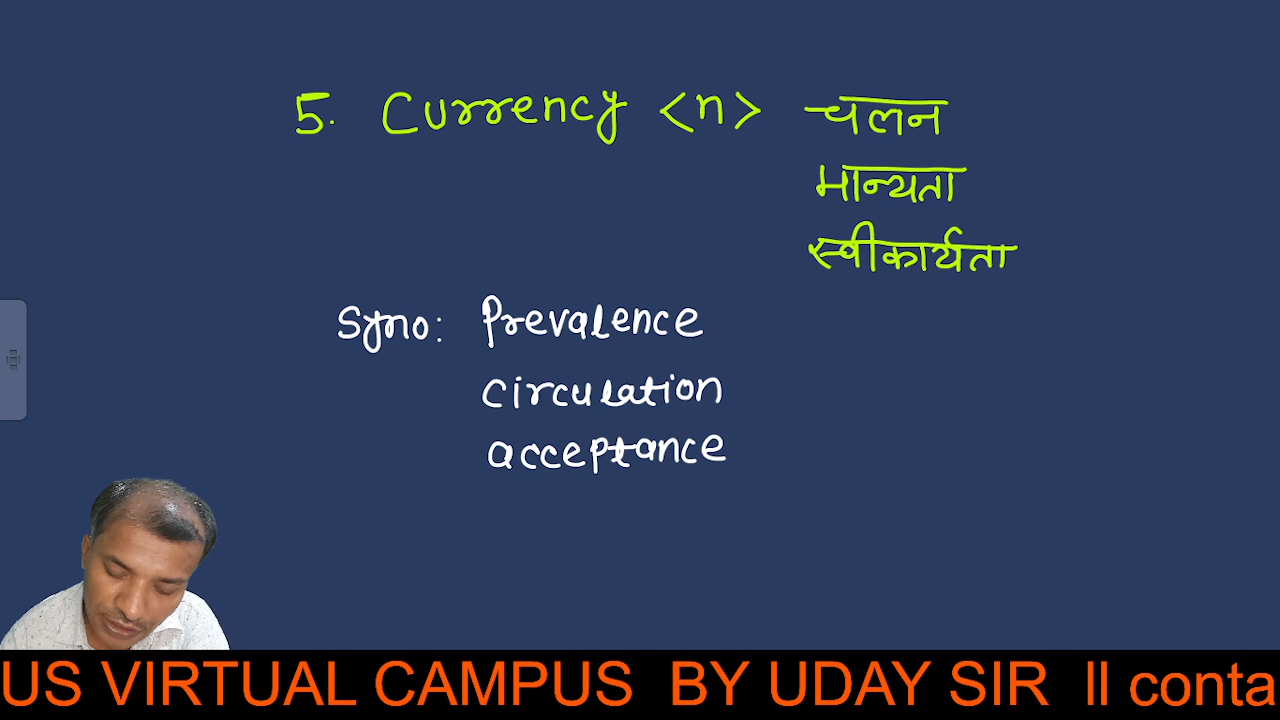 5. Currency <n> चलन
मान्यता
स्वीकार्यता
Syno: Prevalence
circulation
acceptance
US VIRTUAL CAMPUS BY UDAY SIR ll conta